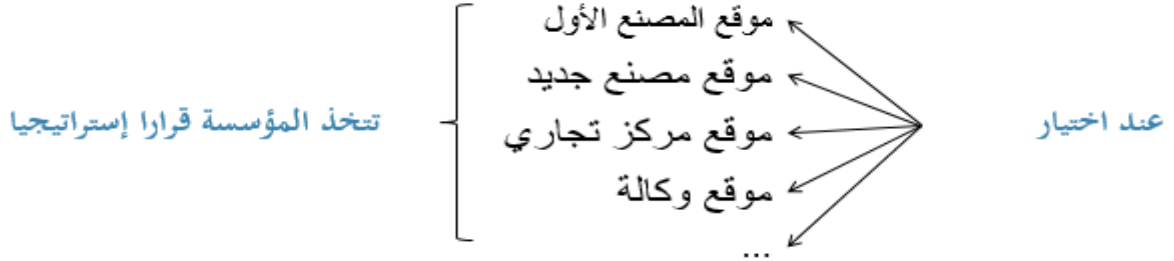 عند اختيار
موقع المصنع الأول
موقع مصنع جديد
موقع مركز تجاري
موقع وكالة
...
تتخذ المؤسسة قرارا إستراتيجيا